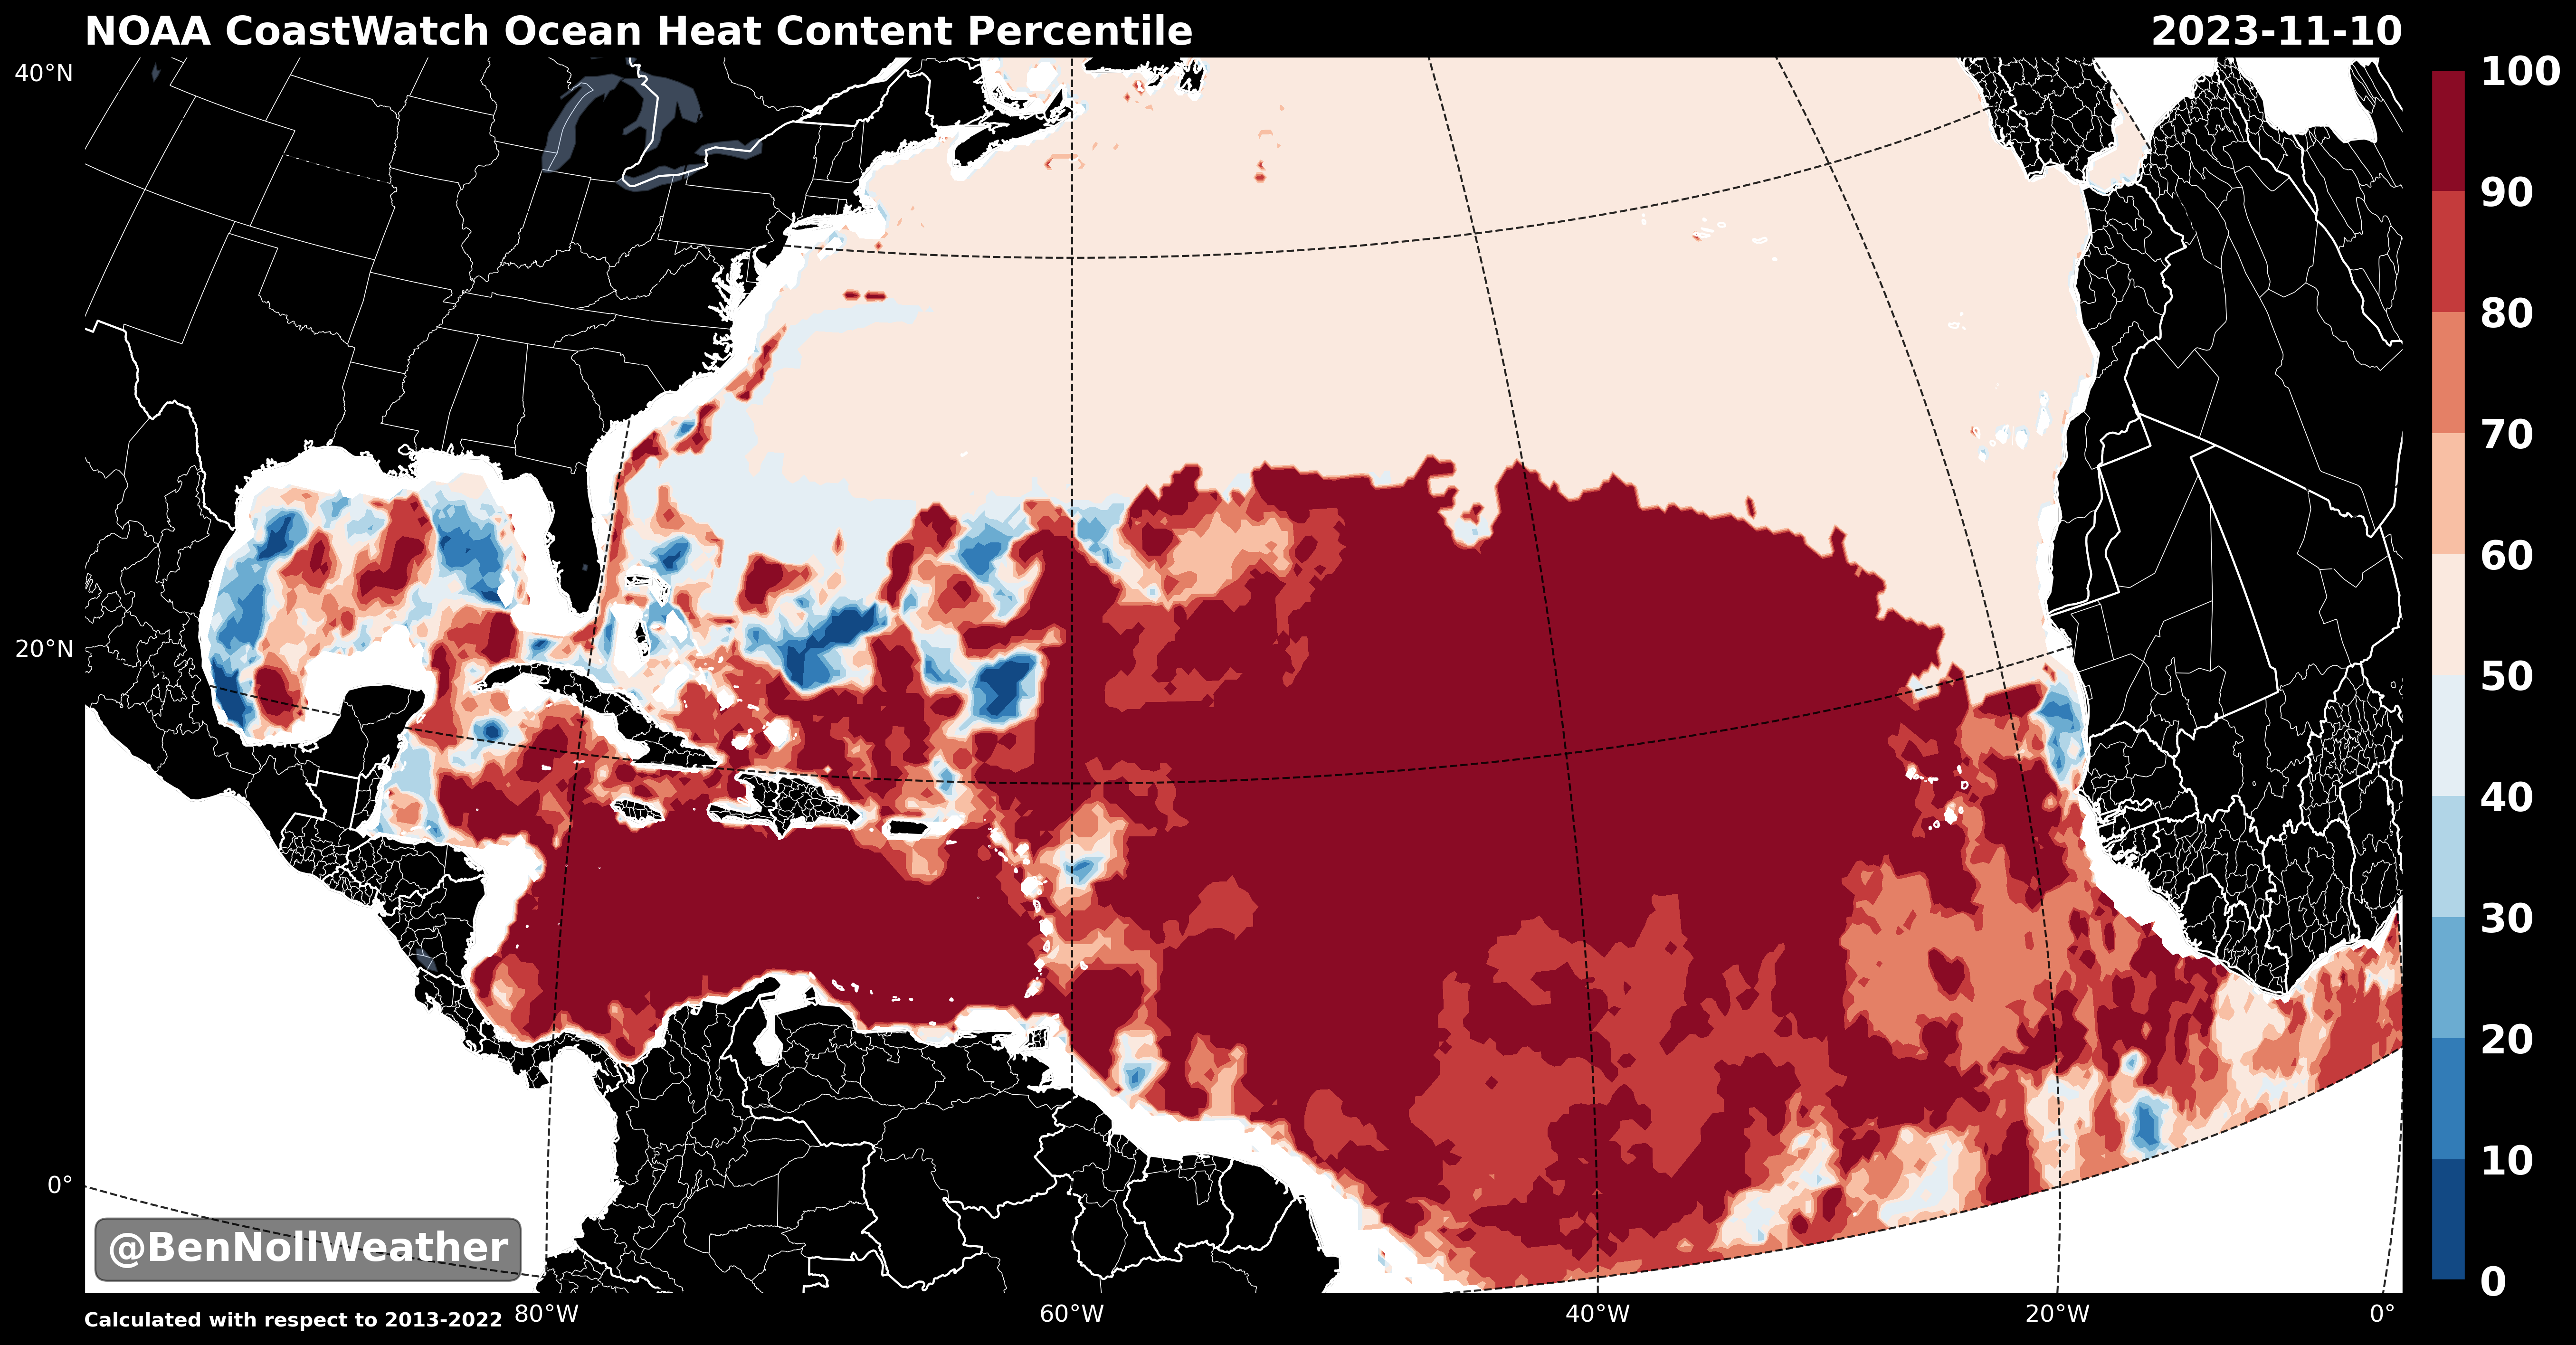 NOAA CoastWatch Ocean Heat Content Percentile 2023-11-10
40°N
20°N
0°
100
90
80
70
60
50
40
30
20
10
0
@BenNollWeather
Calculated with respect to 2013-2022
80°W 60°W 40°W 20°W 0°